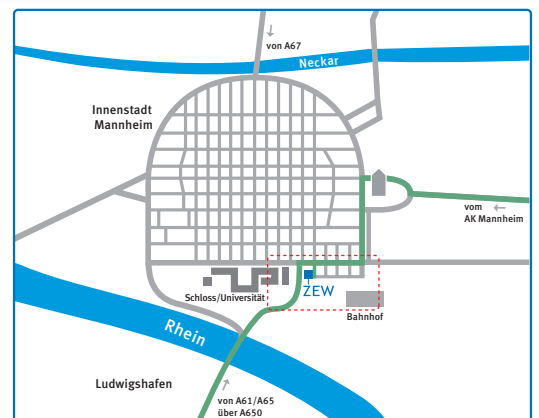 von A67
Neckar
Innenstadt
Mannheim
vom
AK Mannheim
ZEW
Schloss/Universität
Bahnhof
Rhein
Ludwigshafen
von A61/A65
über A650